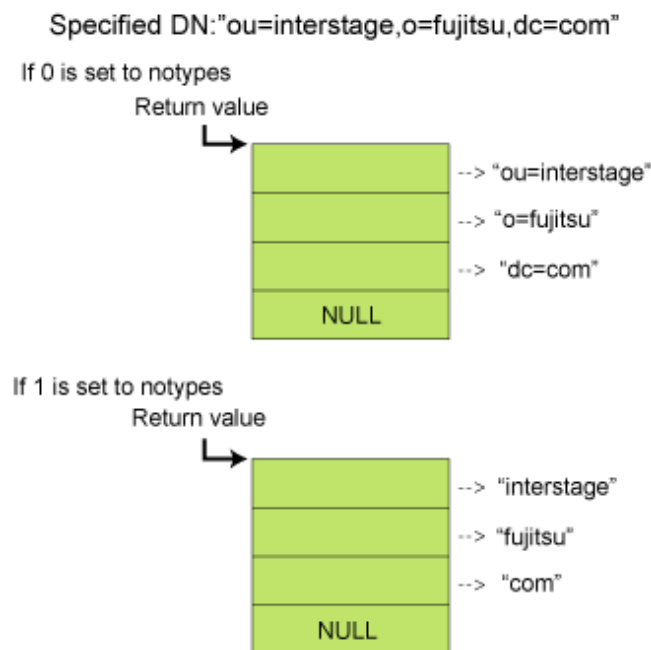 Specified DN:"ou=interstage,o=fujitsu,dc=com"
If 0 is set to notypes
Return value
--> "ou=interstage"
--> "o=fujitsu"
--> "dc=com"
NULL
If 1 is set to notypes
Return value
--> "interstage"
--> "fujitsu"
--> "com"
NULL